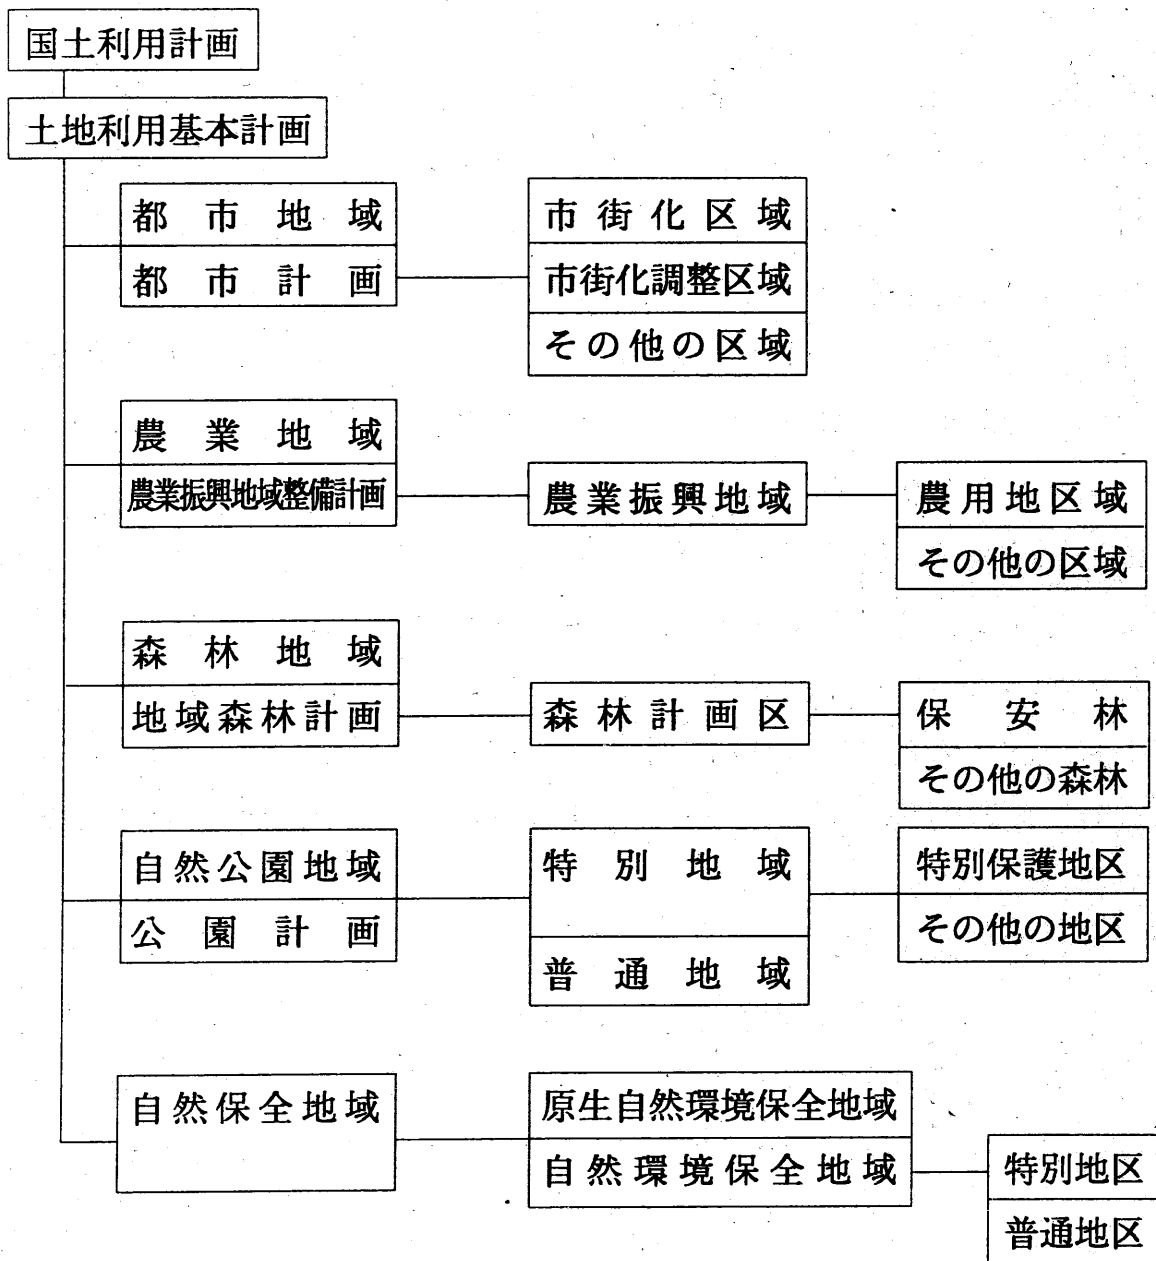 国土利用計画
土地利用基本計画
都市地域
都市計画
市街化区域
市街化調整区域
その他の区域
農業地域
農業振興地域整備計画
農業振興地域
農用地区域
その他の区域
森林地域
地域森林計画
森林計画区
保安林
その他の森林
自然公園地域
公園計画
特別地域
普通地域
特別保護地区
その他の地区
自然保全地域
原生自然環境保全地域
自然環境保全地域
特別地区
普通地区